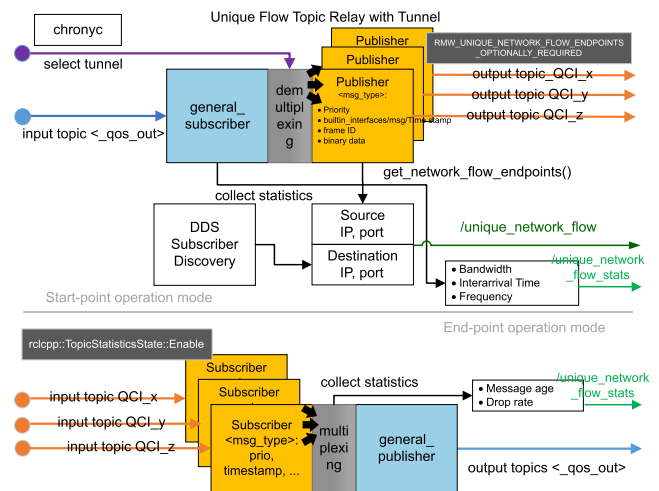 Unique Flow Topic Relay with Tunnel
chronyc
select tunnel
input topic <_qos_out>
general_
subscriber
dem
ultipl
exin
g
Publisher
Publisher
Publisher
<msg_type>:
• Priority
• builtin_interfaces/msg/Time stamp
• frame ID
• binary data
RMW_UNIQUE_NETWORK_FLOW_ENDPOINTS
_OPTIONALLY_REQUIRED
output topic_QCI_x
output topic QCI_y
output topic QCI_z
get_network_flow_endpoints()
collect statistics
DDS
Subscriber
Discovery
Source
IP, port
Destination
IP, port
/unique_network_flow
• Bandwidth
• Interarrival Time
• Frequency
/unique_network
_flow_stats
Start-point operation mode
End-point operation mode
rclcpp::TopicStatisticsState::Enable
input topic QCI_x
input topic QCI_y
input topic QCI_z
Subscriber
Subscriber
Subscriber
<msg_type>:
prio,
timestamp, ...
multi
plexi
ng
collect statistics
general_
publisher
• Message age
• Drop rate
/unique_network
_flow_stats
output topics <_qos_out>